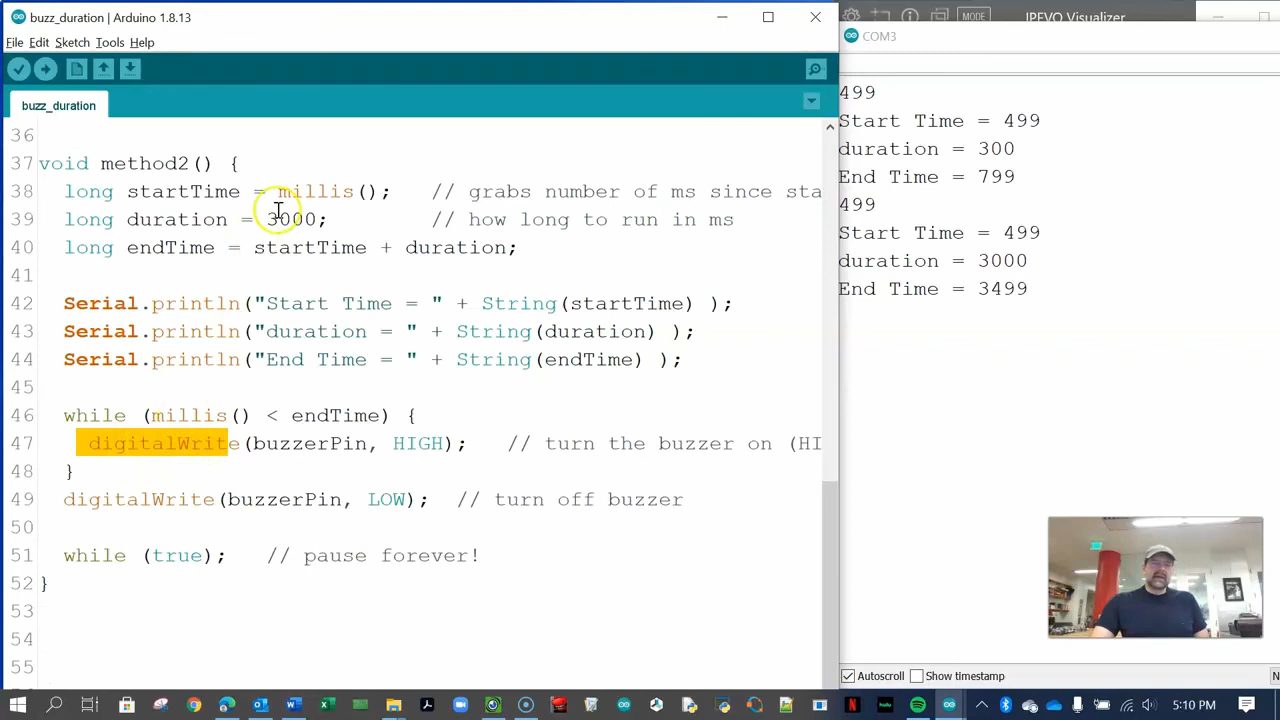 buzz_duration | Arduino 1.8.13
MODE
IPEVO Visualizer
File Edit Sketch Tools Help
COM3
buzz_duration
499
Start Time = 499
duration = 300
End Time = 799
499
Start Time = 499
duration = 3000
End Time = 3499
36
37 void method2() {
38 long startTime = millis(); // grabs number of ms since sta
39 long duration = 3000; // how long to run in ms
40 long endTime = startTime + duration;
41
42 Serial.println("Start Time = " + String(startTime) );
43 Serial.println("duration = " + String(duration) );
44 Serial.println("End Time = " + String(endTime) );
45
46 while (millis() < endTime) {
47 digitalWrite(buzzerPin, HIGH); // turn the buzzer on (HI
48 }
49 digitalWrite(buzzerPin, LOW); // turn off buzzer
50
51 while (true); // pause forever!
52 }
53
54
55
Autoscroll Show timestamp N
5:10 PM